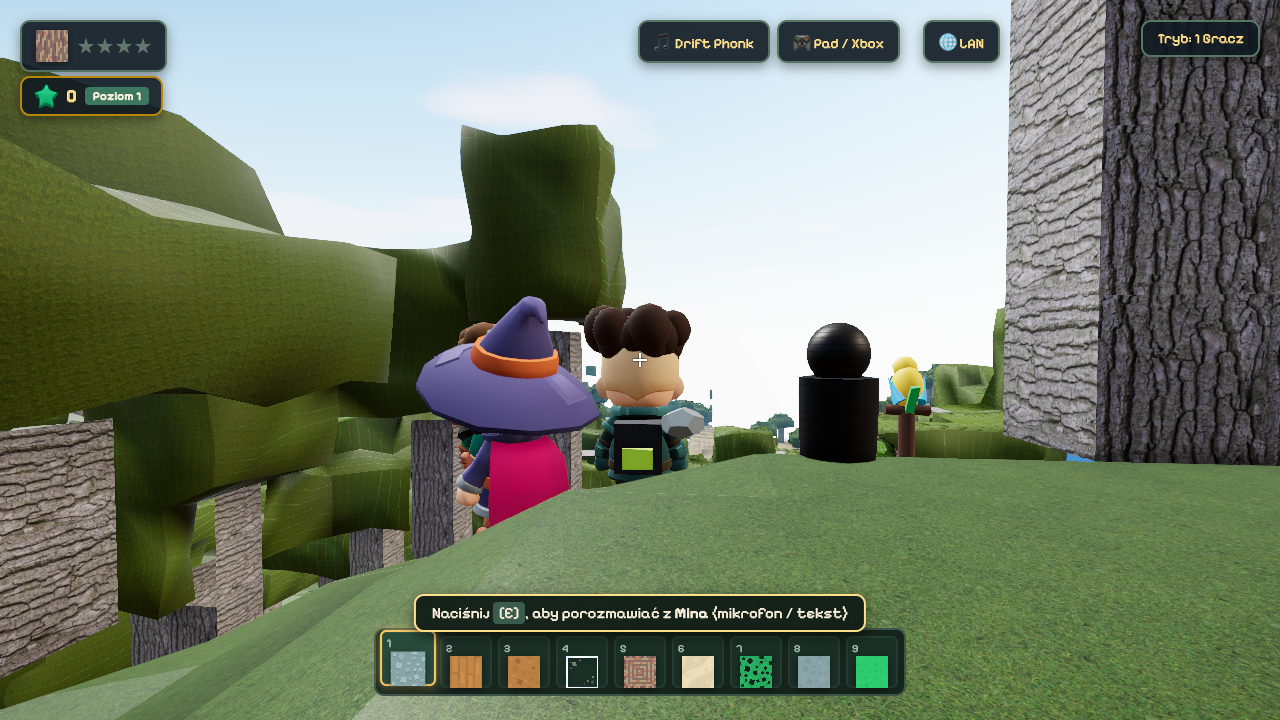 Drift Phonk
Pad / Xbox
LAN
Tryb: 1 Gracz
0
Poziom 1
Naciśnij [E], aby porozmawiać z Mina (mikrofon / tekst)
1 2 3 4 5 6 7 8 9